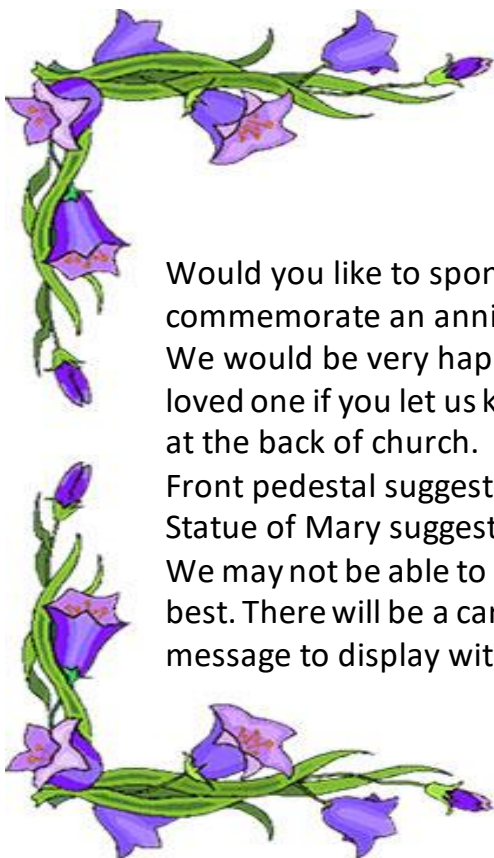 Would you like to spon
commemorate an anni
We would be very hap
loved one if you let us k
at the back of church.
Front pedestal suggest
Statue of Mary suggest
We may not be able to
best. There will be a car
message to display wit